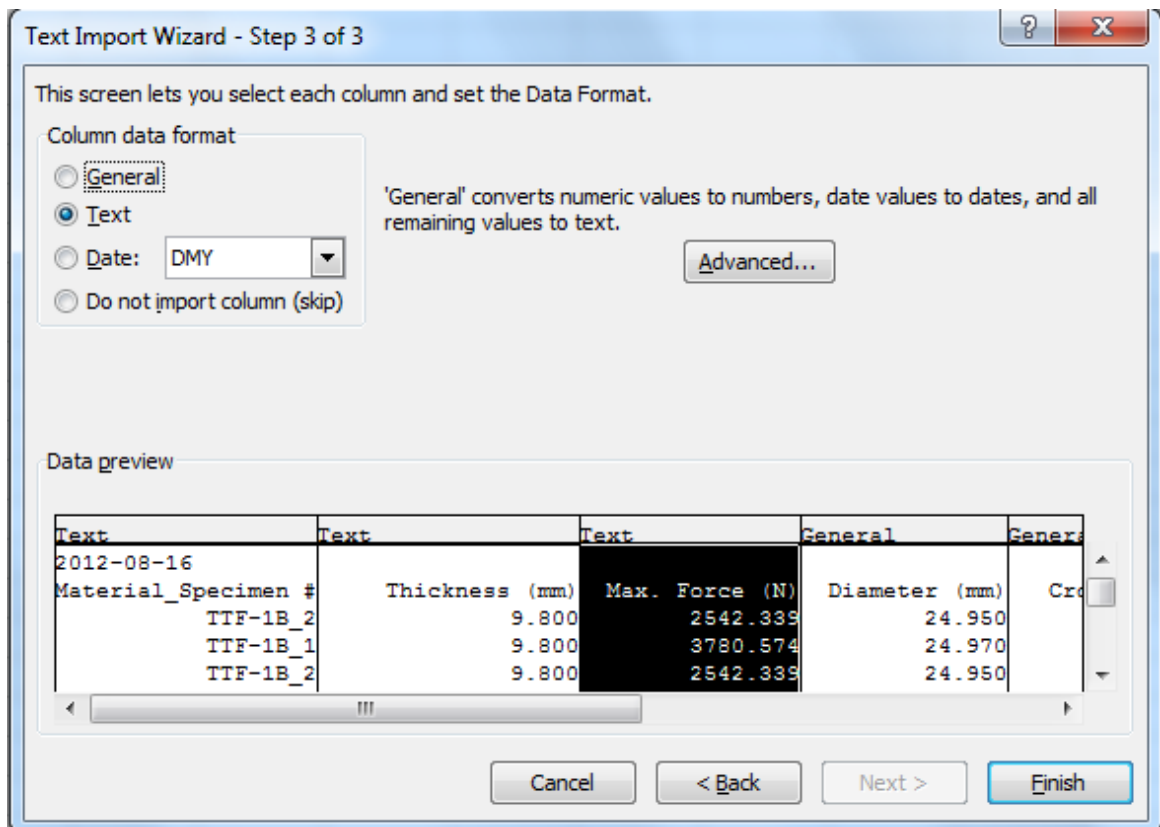 Text Import Wizard - Step 3 of 3
This screen lets you select each column and set the Data Format.
Column data format
General
Text
Date: DMY
Do not import column (skip)
'General' converts numeric values to numbers, date values to dates, and all
remaining values to text.
Advanced...
Data preview
Text Text Text General Genera
2012-08-16
Material_Specimen # Thickness (mm) Max. Force (N) Diameter (mm) Cro
TTF-1B_2 9.800 2542.339 24.950
TTF-1B_1 9.800 3780.574 24.970
TTF-1B_2 9.800 2542.339 24.950
Cancel < Back Next > Finish